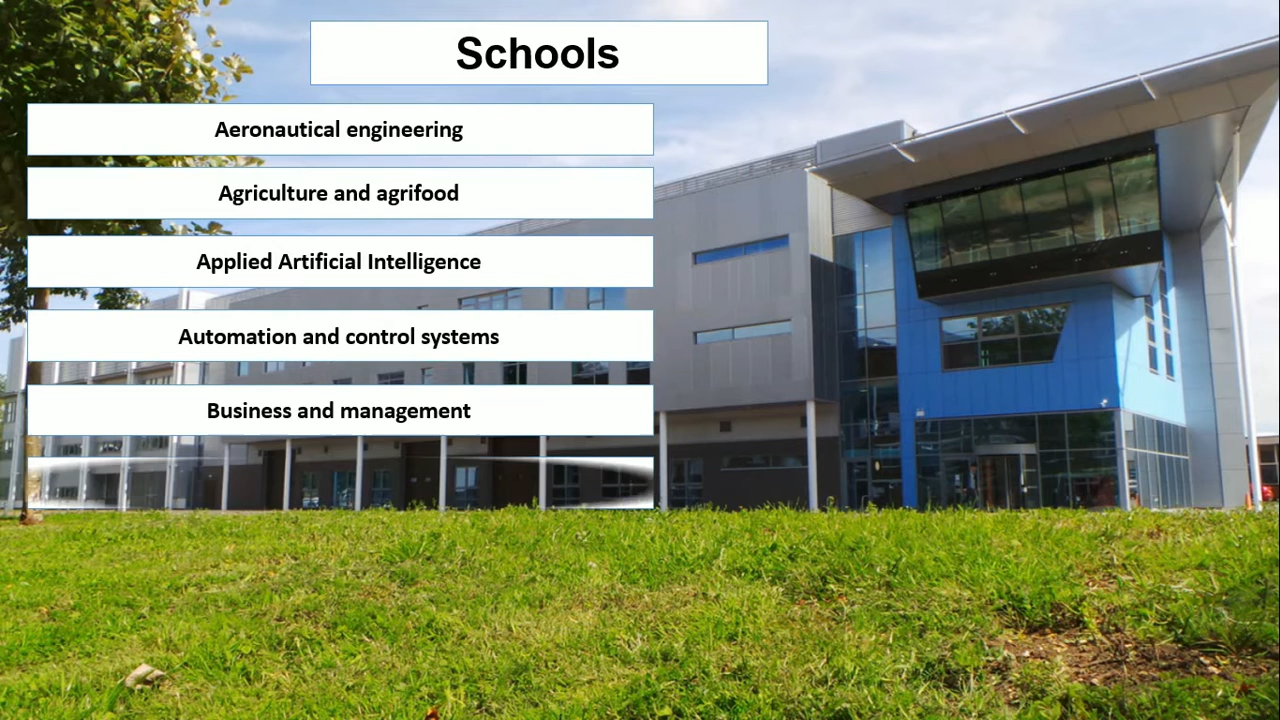 Schools
Aeronautical engineering
Agriculture and agrifood
Applied Artificial Intelligence
Automation and control systems
Business and management